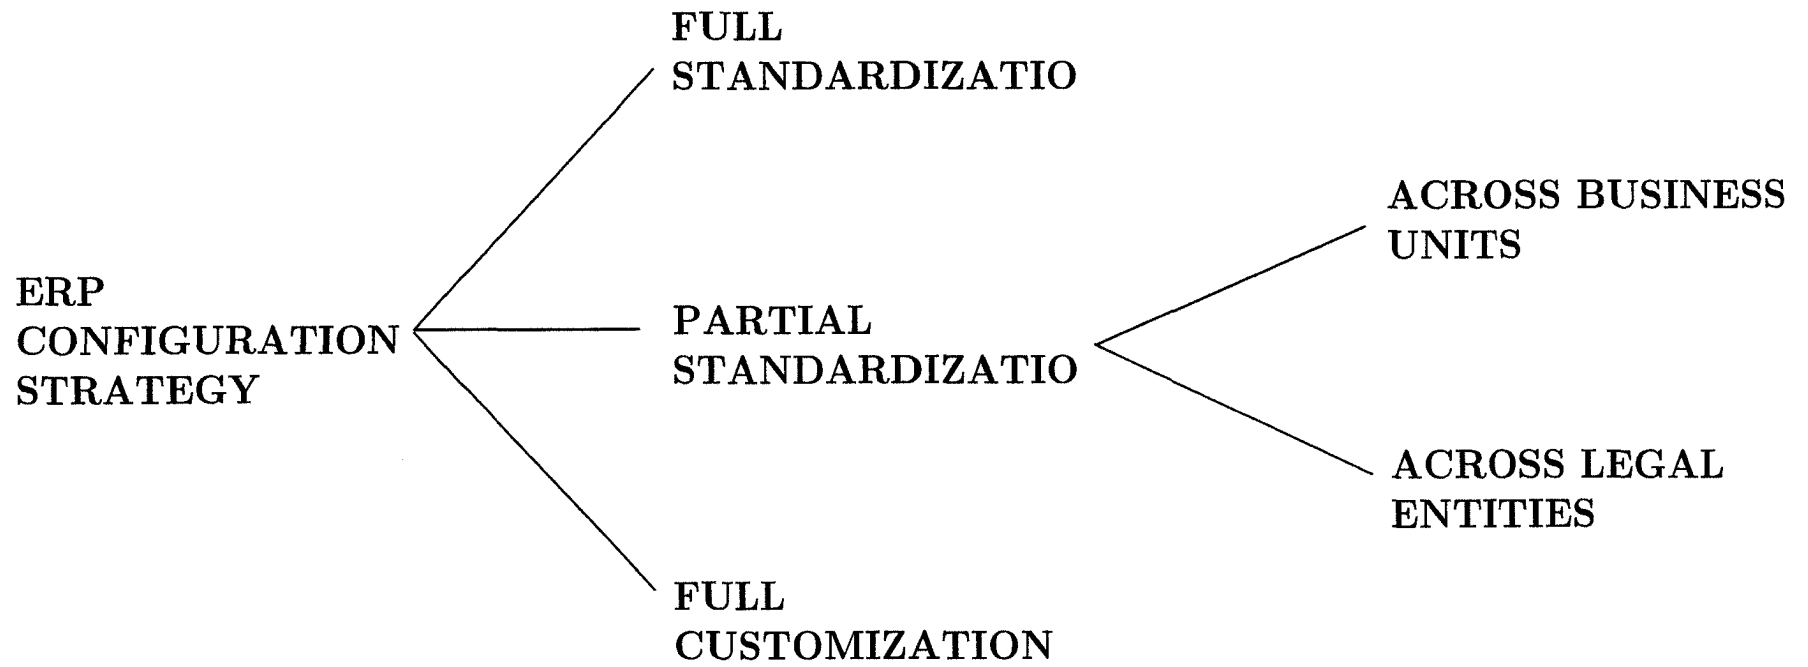 FULL
STANDARDIZATIO
ACROSS BUSINESS
UNITS
ERP
CONFIGURATION
STRATEGY
PARTIAL
STANDARDIZATIO
ACROSS LEGAL
ENTITIES
FULL
CUSTOMIZATION